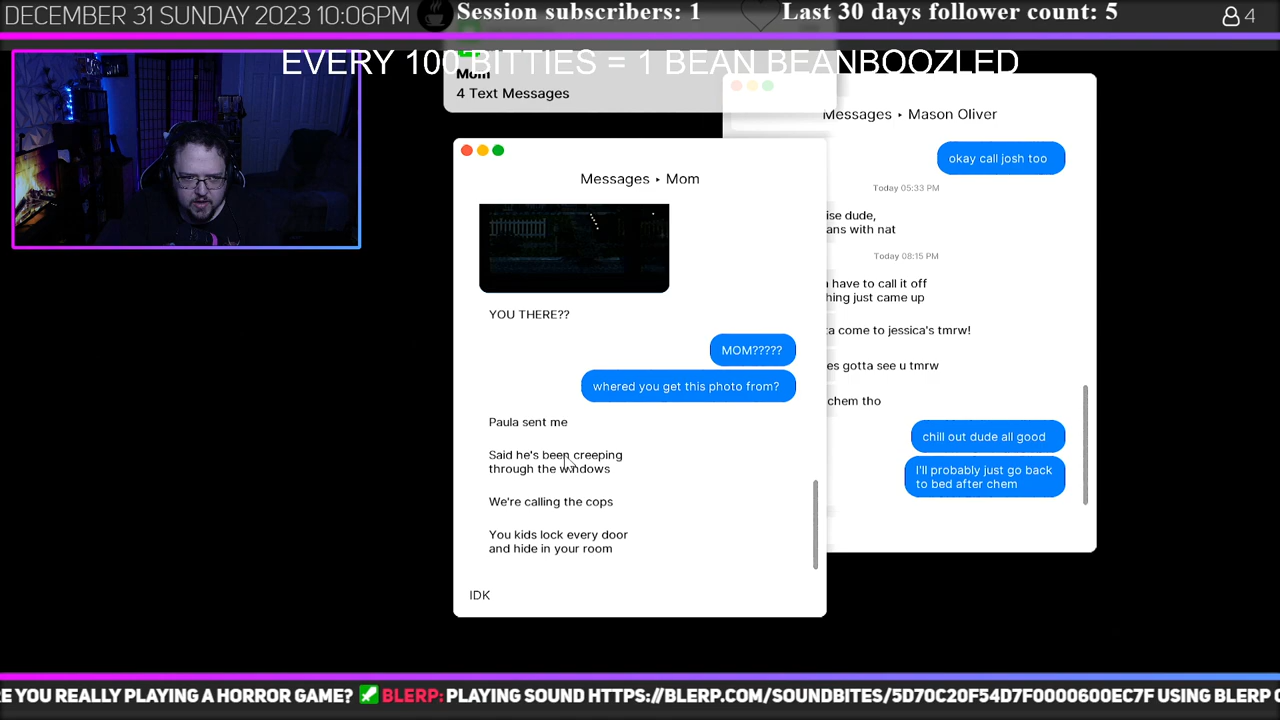 DECEMBER 31 SUNDAY 2023 10:06PM
Session subscribers: 1
Last 30 days follower count: 5
4
EVERY 100 BITTIES = 1 BEAN BEANBOOZLED
Mom
4 Text Messages
Messages ▸ Mason Oliver
okay call josh too
Today 05:33 PM
ise dude,
ans with nat
Today 08:15 PM
have to call it off
hing just came up
ta come to jessica's tmrw!
es gotta see u tmrw
chem tho
chill out dude all good
I'll probably just go back
to bed after chem
Messages ▸ Mom
YOU THERE??
MOM?????
whered you get this photo from?
Paula sent me
Said he's been creeping
through the windows
We're calling the cops
You kids lock every door
and hide in your room
IDK
E YOU REALLY PLAYING A HORROR GAME? BLERP: PLAYING SOUND HTTPS://BLERP.COM/SOUNDBITES/5D70C20F54D7F0000600EC7F USING BLERP